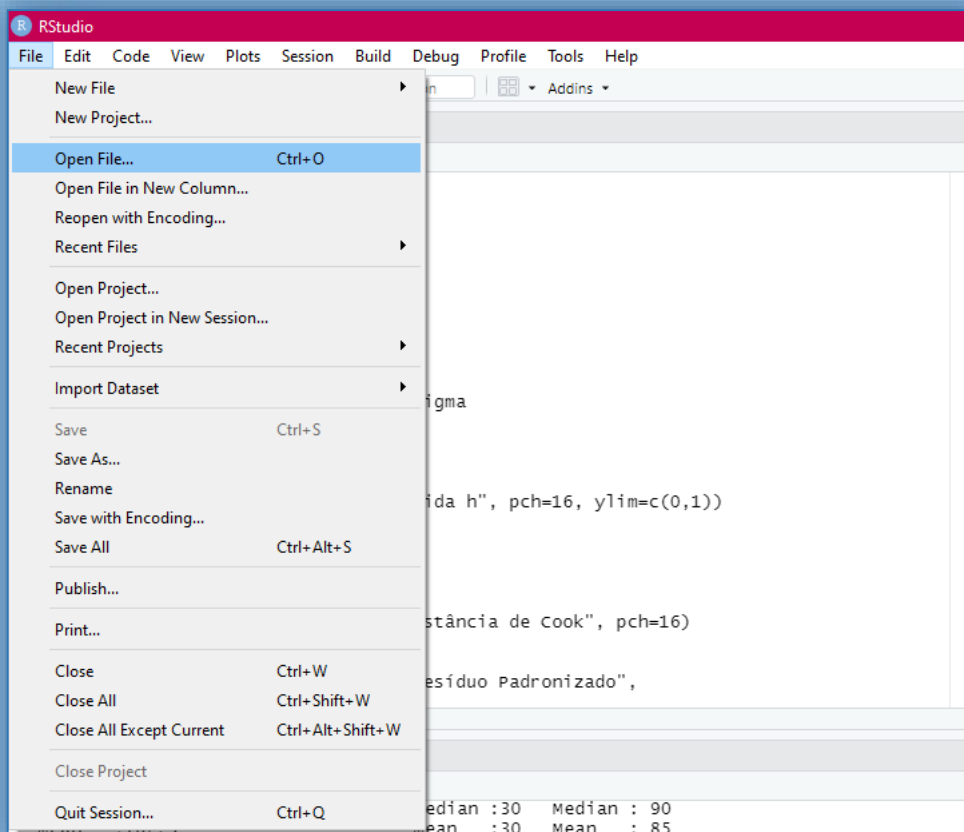 R RStudio
File Edit Code View Plots Session Build Debug Profile Tools Help
Addins
New File
New Project...
Open File... Ctrl+O
Open File in New Column...
Reopen with Encoding...
Recent Files
Open Project...
Open Project in New Session...
Recent Projects
Import Dataset
igma
Save Ctrl+S
Save As...
Rename
ida h", pch=16, ylim=c(0,1))
Save with Encoding...
Save All Ctrl+Alt+S
Publish...
stância de Cook", pch=16)
Print...
Close Ctrl+W
esíduo Padronizado",
Close All Ctrl+Shift+W
Close All Except Current Ctrl+Alt+Shift+W
Close Project
Quit Session... Ctrl+Q
edian :30 Median : 90
ean :30 Mean : 85